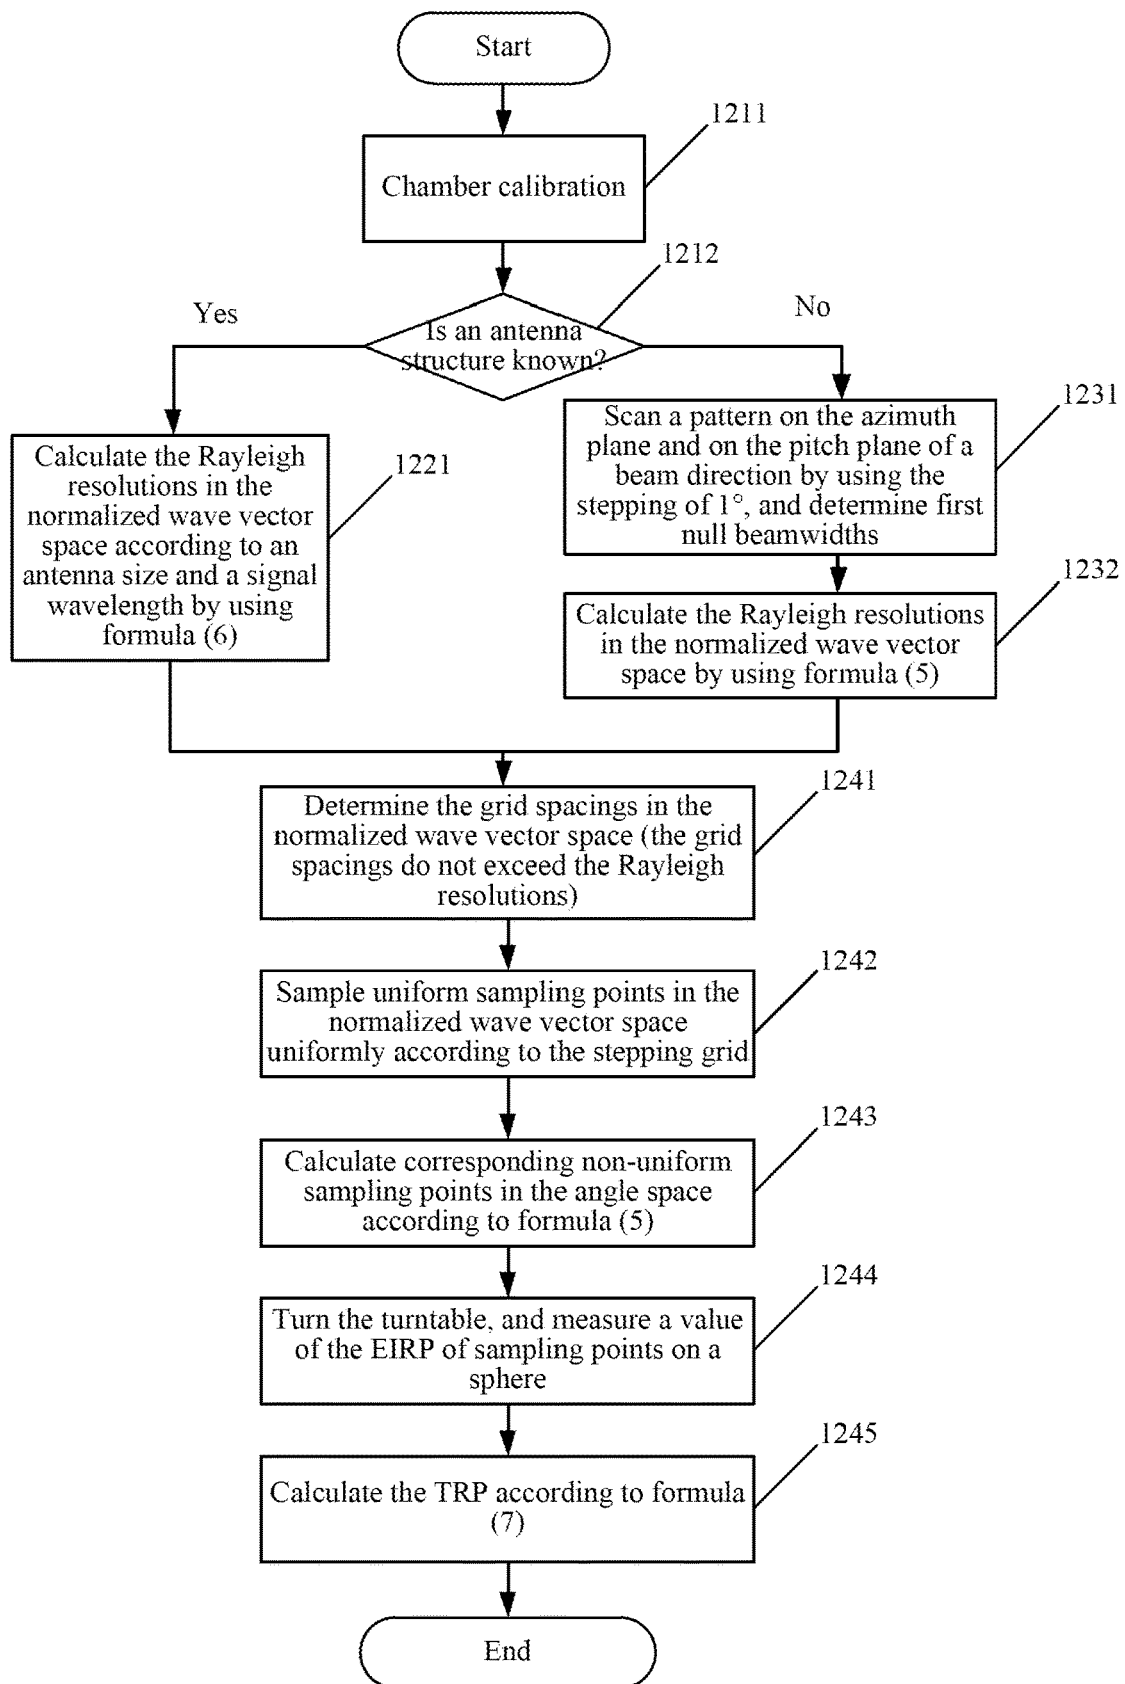 Start
1211
Chamber calibration
1212
Yes
No
Is an antenna
structure known?
1231
Scan a pattern on the azimuth
plane and on the pitch plane of a
beam direction by using the
stepping of 1°, and determine first
null beamwidths
1221
Calculate the Rayleigh
resolutions in the
normalized wave vector
space according to an
antenna size and a signal
wavelength by using
formula (6)
1232
Calculate the Rayleigh resolutions
in the normalized wave vector
space by using formula (5)
1241
Determine the grid spacings in the
normalized wave vector space (the grid
spacings do not exceed the Rayleigh
resolutions)
1242
Sample uniform sampling points in the
normalized wave vector space
uniformly according to the stepping grid
1243
Calculate corresponding non-uniform
sampling points in the angle space
according to formula (5)
1244
Turn the turntable, and measure a value
of the EIRP of sampling points on a
sphere
1245
Calculate the TRP according to formula
(7)
End